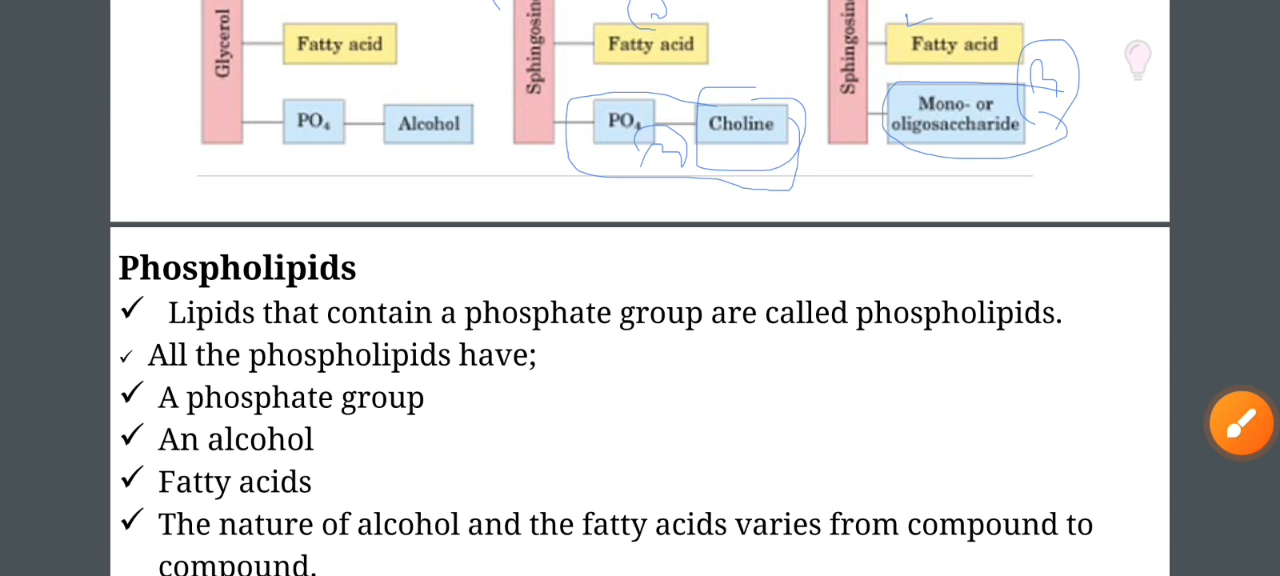 Glycerol
Fatty acid
PO4
Alcohol
Sphingosine
Fatty acid
PO4
Choline
Sphingosine
Fatty acid
Mono- or
oligosaccharide
Phospholipids
✓ Lipids that contain a phosphate group are called phospholipids.
✓ All the phospholipids have;
✓ A phosphate group
✓ An alcohol
✓ Fatty acids
✓ The nature of alcohol and the fatty acids varies from compound to
compound.